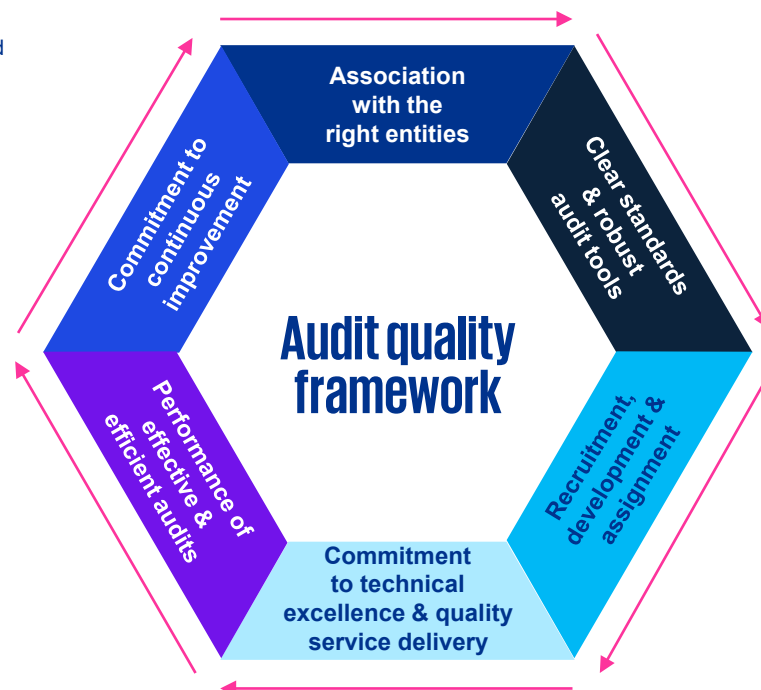 Association
with the
right entities
Clear standards
& robust
audit tools
Recruitment,
development &
assignment
Commitment
to technical
excellence & quality
service delivery
Performance of
effective &
efficient audits
Commitment to
continuous
improvement
Audit quality
framework